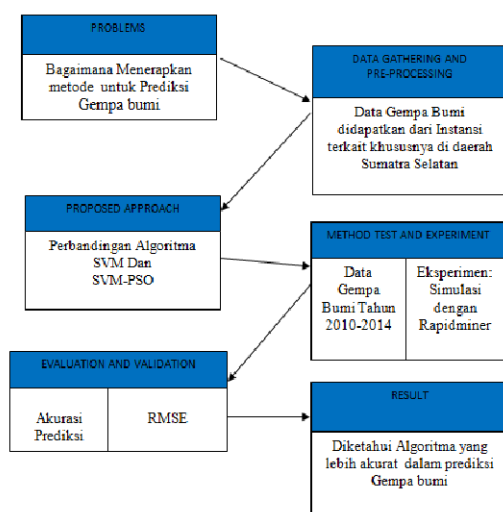 PROBLEMS
Bagaimana Menerapkan
metode untuk Prediksi
Gempa bumi
DATA GATHERING AND
PRE-PROCESSING
Data Gempa Bumi
didapatkan dari Instansi
terkait khususnya di daerah
Sumatra Selatan
PROPOSED APPROACH
Perbandingan Algoritma
SVM Dan
SVM-PSO
METHOD TEST AND EXPERIMENT
Data
Gempa
Bumi Tahun
2010-2014
Eksperimen:
Simulasi
dengan
Rapidminer
EVALUATION AND VALIDATION
Akurasi
Prediksi
RMSE
RESULT
Diketahui Algoritma yang
lebih akurat dalam prediksi
Gempa bumi